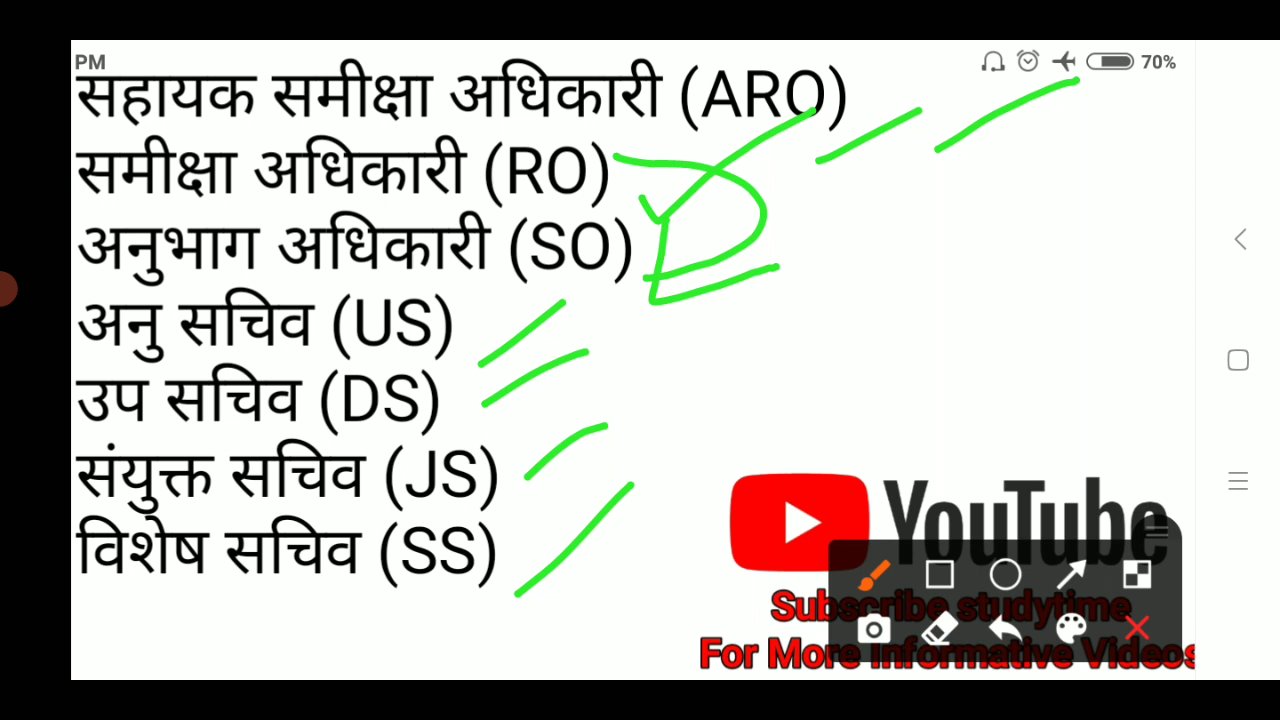 PM
70%
सहायक समीक्षा अधिकारी (ARO)
समीक्षा अधिकारी (RO)
अनुभाग अधिकारी (SO)
अनु सचिव (US)
उप सचिव (DS)
संयुक्त सचिव (JS)
विशेष सचिव (SS)
YouTube
Subscribe studytime
For More Informative Videos